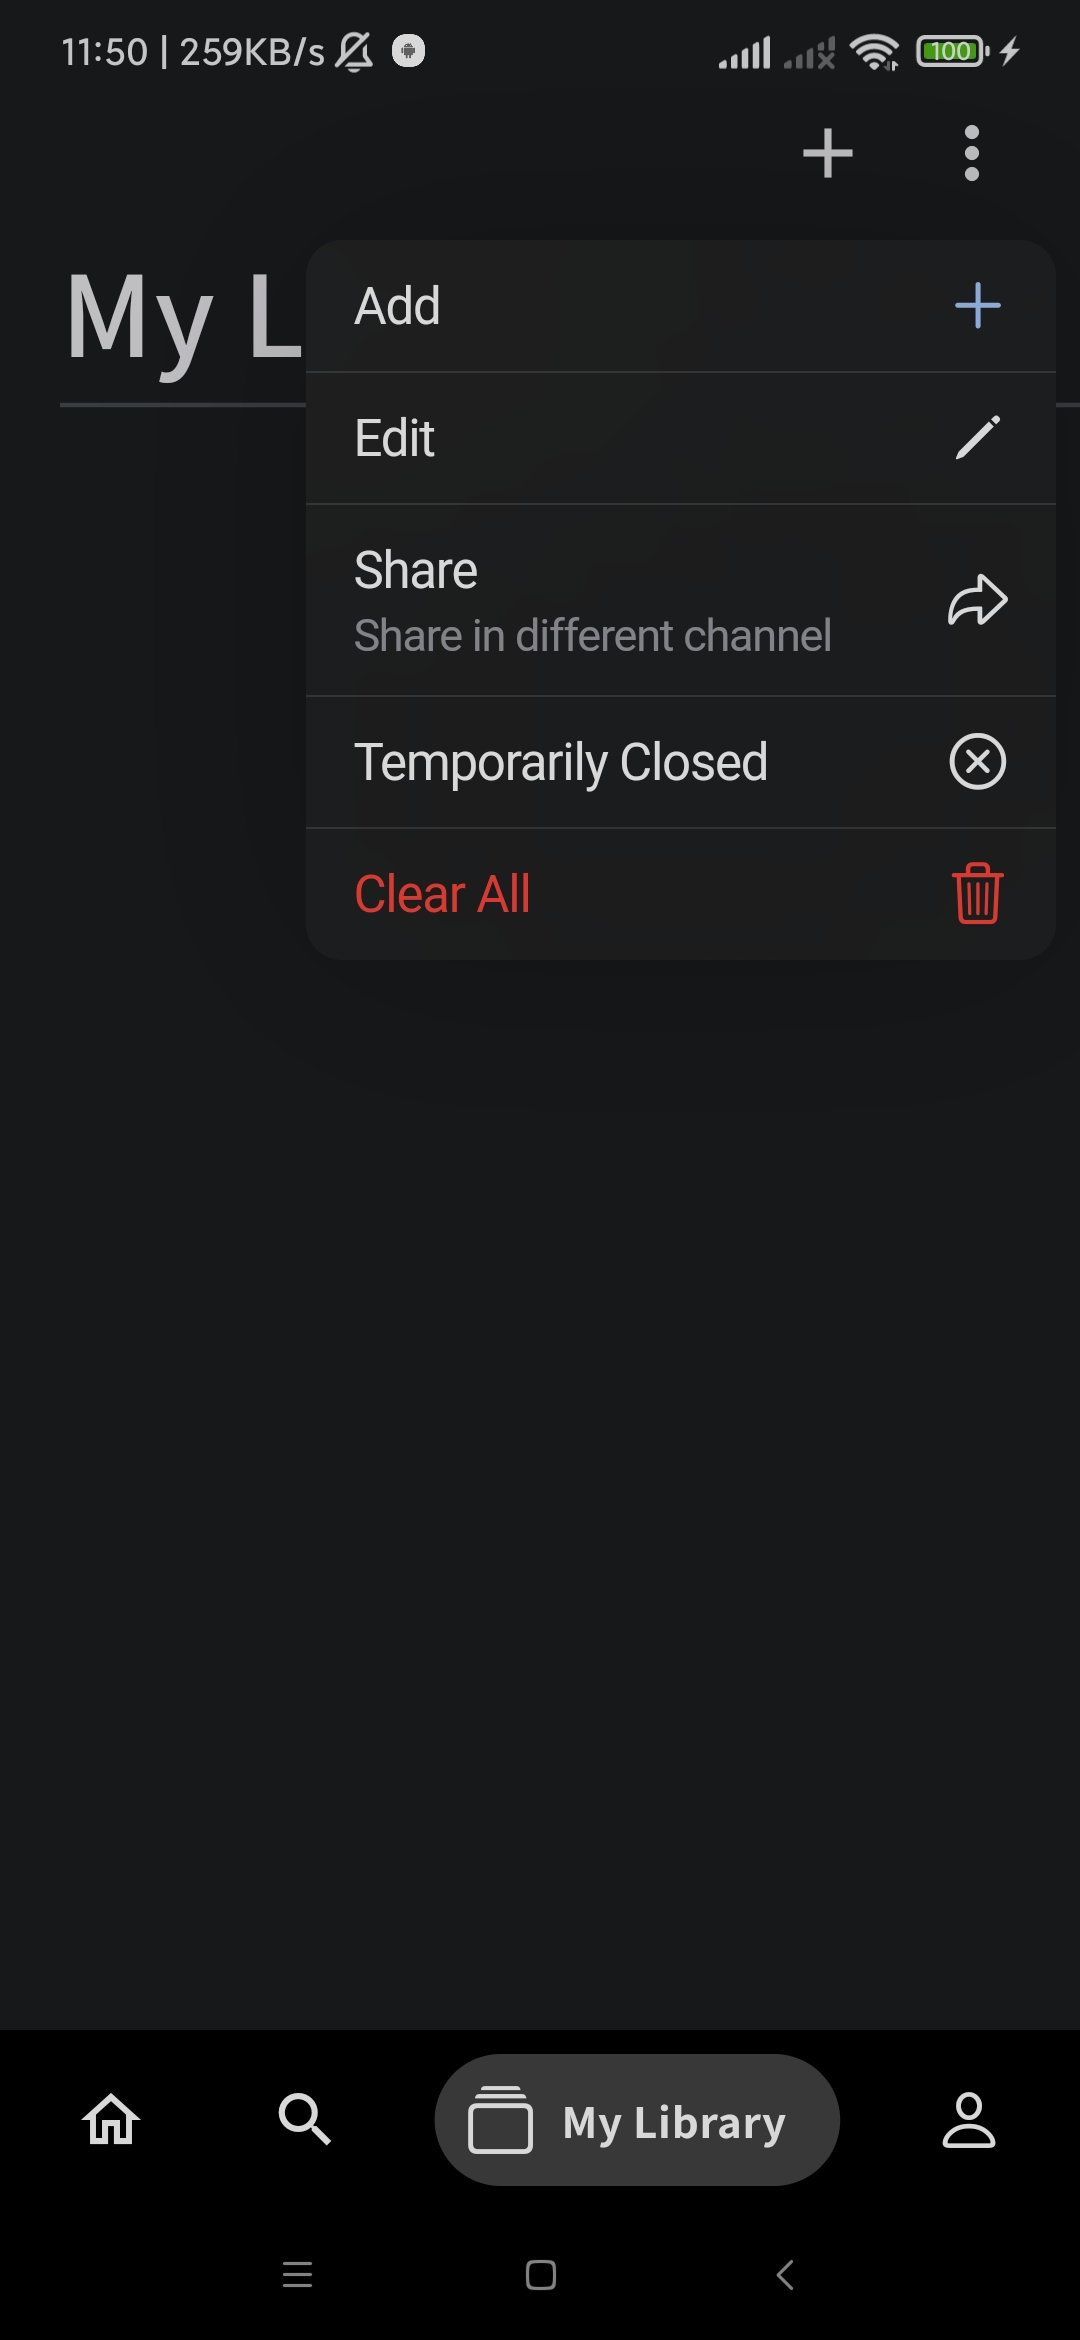 11:50 | 259KB/s
100
My L
Add
Edit
Share
Share in different channel
Temporarily Closed
Clear All
My Library